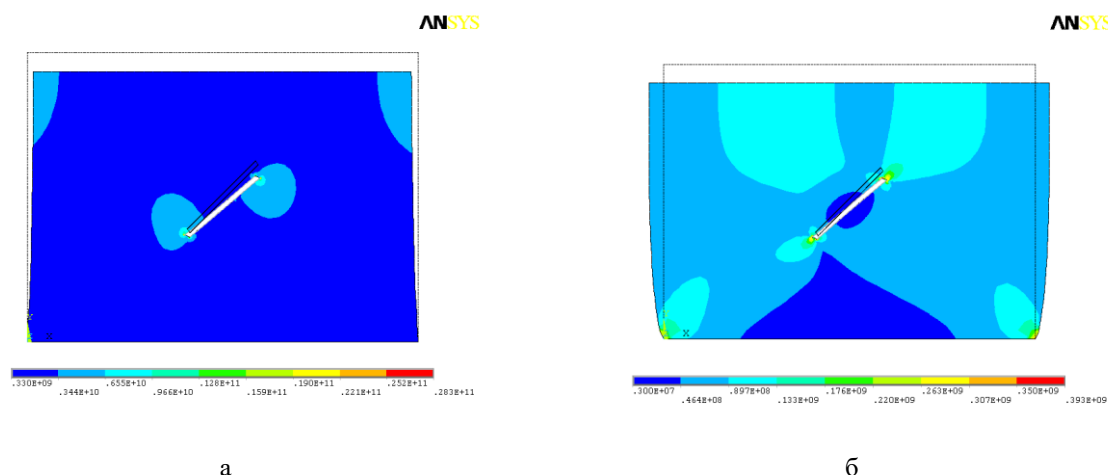 ANSYS
ANSYS
X
X
.330E+09 .655E+10 .128E+11 .190E+11 .252E+11
.344E+10 .966E+10 .159E+11 .221E+11 .283E+11
.300E+07 .897E+08 .176E+09 .263E+09 .350E+09
.464E+08 .133E+09 .220E+09 .307E+09 .393E+09
а б